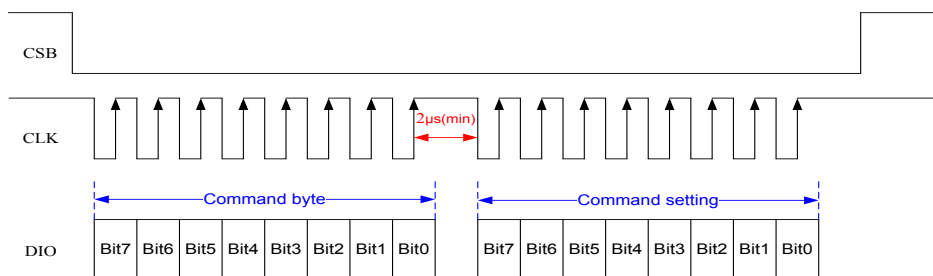 CSB
2μs(min)
CLK
Command byte Command setting
DIO Bit7 Bit6 Bit5 Bit4 Bit3 Bit2 Bit1 Bit0 Bit7 Bit6 Bit5 Bit4 Bit3 Bit2 Bit1 Bit0